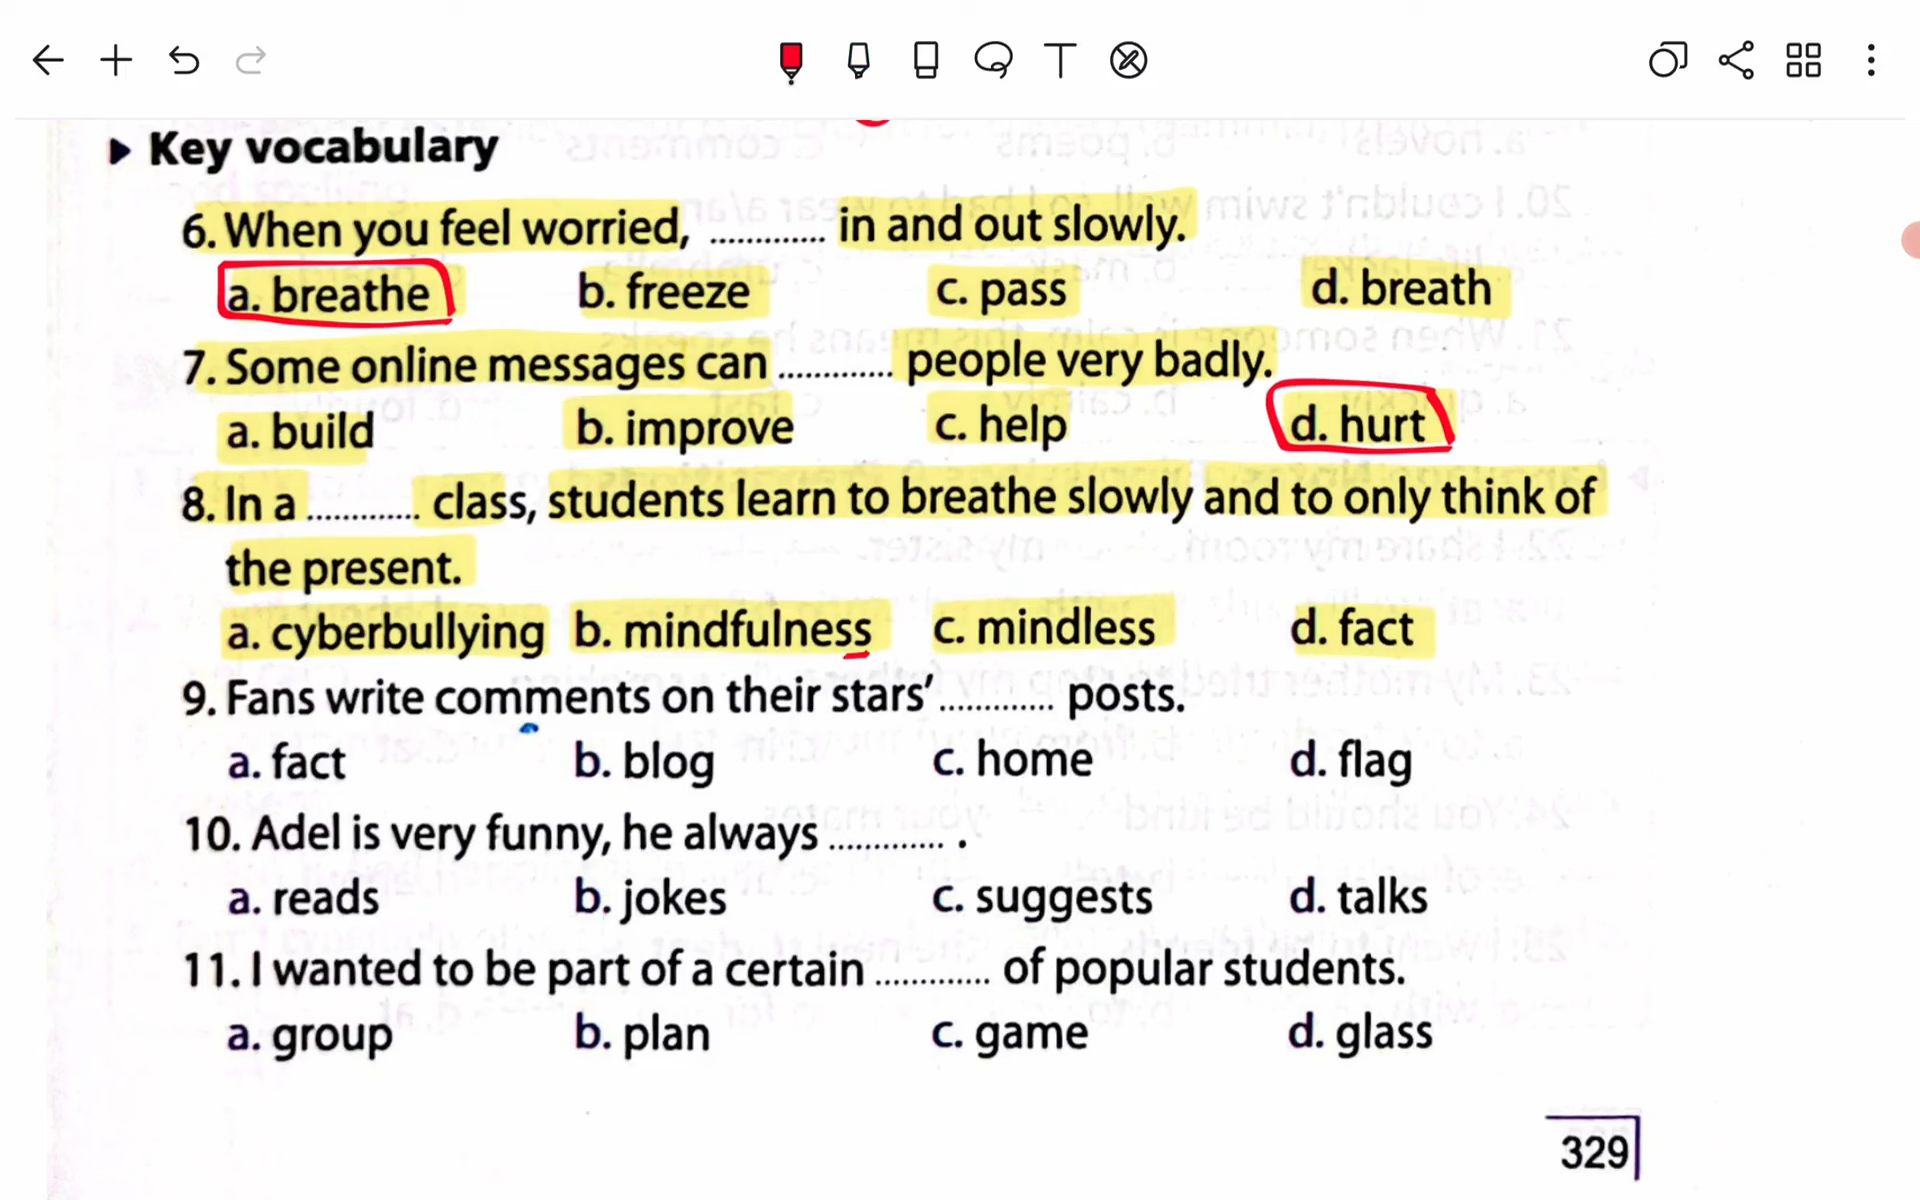 Key vocabulary
6. When you feel worried, ............. in and out slowly.
a. breathe b. freeze c. pass d. breath
7. Some online messages can ............. people very badly.
a. build b. improve c. help d. hurt
8. In a ............. class, students learn to breathe slowly and to only think of
the present.
a. cyberbullying b. mindfulness c. mindless d. fact
9. Fans write comments on their stars’ ............. posts.
a. fact b. blog c. home d. flag
10. Adel is very funny, he always ............. .
a. reads b. jokes c. suggests d. talks
11. I wanted to be part of a certain ............. of popular students.
a. group b. plan c. game d. glass
329